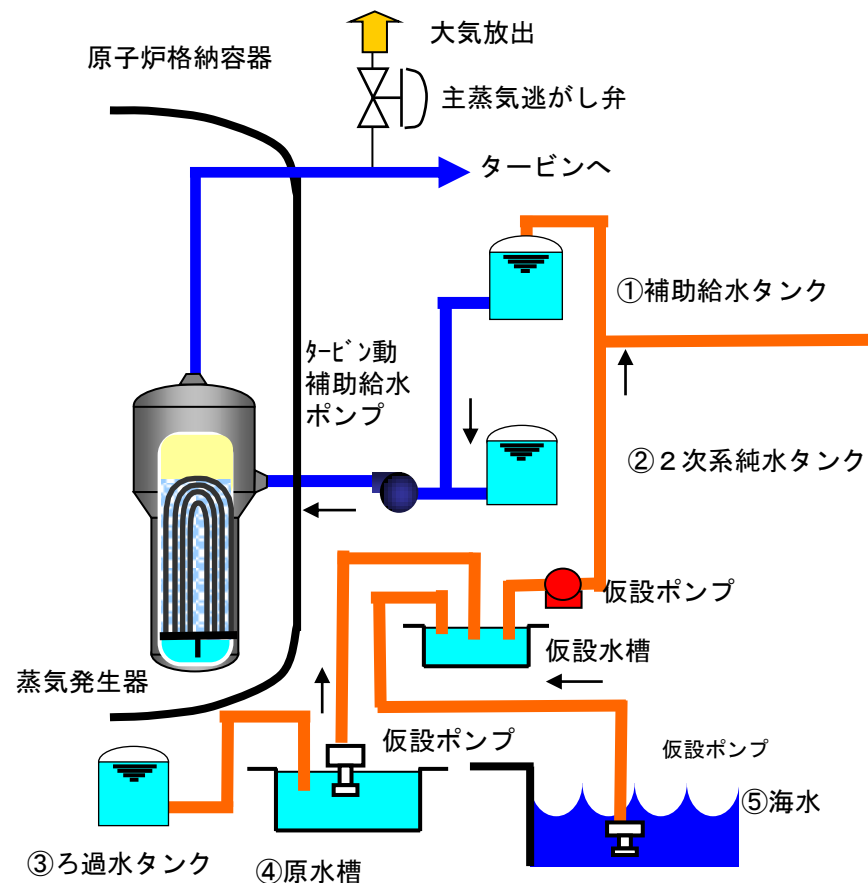 大気放出
原子炉格納容器
主蒸気逃がし弁
タービンへ
①補助給水タンク
ﾀｰﾋﾞﾝ動
補助給水
ポンプ
②２次系純水タンク
仮設ポンプ
仮設水槽
蒸気発生器
仮設ポンプ
仮設ポンプ
⑤海水
③ろ過水タンク
④原水槽